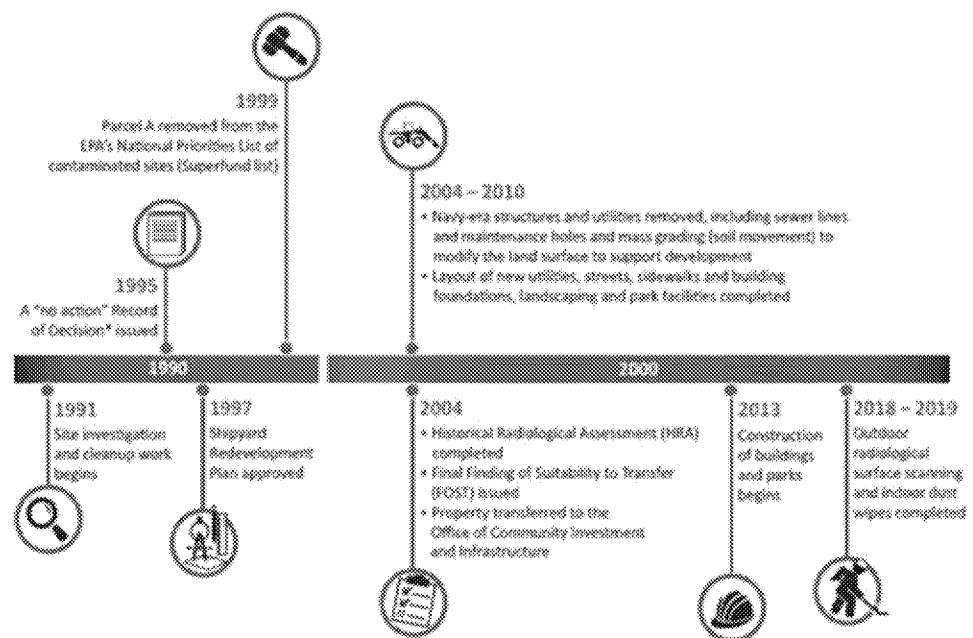 1999
Parcel A removed from the
EPA's National Priorities List of
contaminated sites (Superfund list)
2004 – 2010
• Navy-era structures and utilities removed, including sewer lines
and maintenance holes and mass grading (soil movement) to
modify the land surface to support development
• Layout of new utilities, streets, sidewalks and building
foundations, landscaping and park facilities completed
1995
A "no action" Record
of Decision* issued
1990
2000
1991
Site investigation
and cleanup work
begins
1997
Shipyard
Redevelopment
Plan approved
2004
• Historical Radiological Assessment (HRA)
completed
• Final Finding of Suitability to Transfer
(FOST) issued
• Property transferred to the
Office of Community Investment
and Infrastructure
2013
Construction
of buildings
and parks
begins
2018 – 2019
Outdoor
radiological
surface scanning
and indoor dust
wipes completed